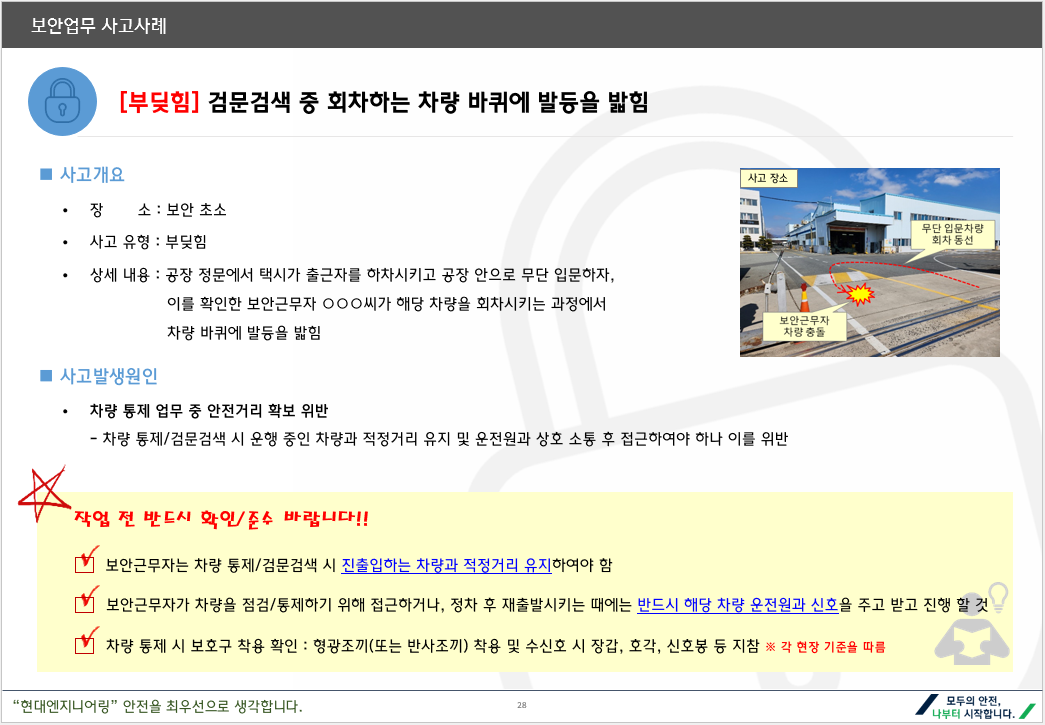 보안업무 사고사례
[부딪힘] 검문검색 중 회차하는 차량 바퀴에 발등을 밟힘
■ 사고개요
• 장 소 : 보안 초소
• 사고 유형 : 부딪힘
• 상세 내용 : 공장 정문에서 택시가 출근자를 하차시키고 공장 안으로 무단 입문하자,
이를 확인한 보안근무자 ○○○씨가 해당 차량을 회차시키는 과정에서
차량 바퀴에 발등을 밟힘
사고 장소
무단 입문차량
회차 동선
보안근무자
차량 충돌
■ 사고발생원인
• 차량 통제 업무 중 안전거리 확보 위반
- 차량 통제/검문검색 시 운행 중인 차량과 적정거리 유지 및 운전원과 상호 소통 후 접근하여야 하나 이를 위반
작업 전 반드시 확인/준수 바랍니다!!
보안근무자는 차량 통제/검문검색 시 진출입하는 차량과 적정거리 유지하여야 함
보안근무자가 차량을 점검/통제하기 위해 접근하거나, 정차 후 재출발시키는 때에는 반드시 해당 차량 운전원과 신호을 주고 받고 진행 할 것
차량 통제 시 보호구 착용 확인 : 형광조끼(또는 반사조끼) 착용 및 수신호 시 장갑, 호각, 신호봉 등 지참 ※ 각 현장 기준을 따름
“현대엔지니어링” 안전을 최우선으로 생각합니다.
28
모두의 안전,
나부터 시작합니다.